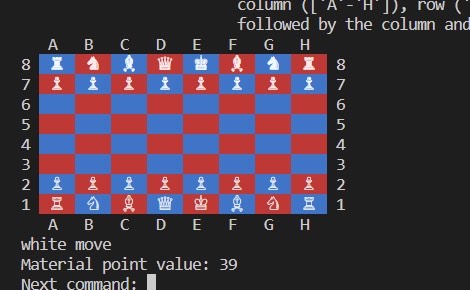 column (['A'-'H']), row ('
followed by the column and
A B C D E F G H
8 ♜ ♞ ♝ ♛ ♚ ♝ ♞ ♜ 8
7 ♟ ♟ ♟ ♟ ♟ ♟ ♟ ♟ 7
6 6
5 5
4 4
3 3
2 ♙ ♙ ♙ ♙ ♙ ♙ ♙ ♙ 2
1 ♖ ♘ ♗ ♕ ♔ ♗ ♘ ♖ 1
A B C D E F G H
white move
Material point value: 39
Next command: